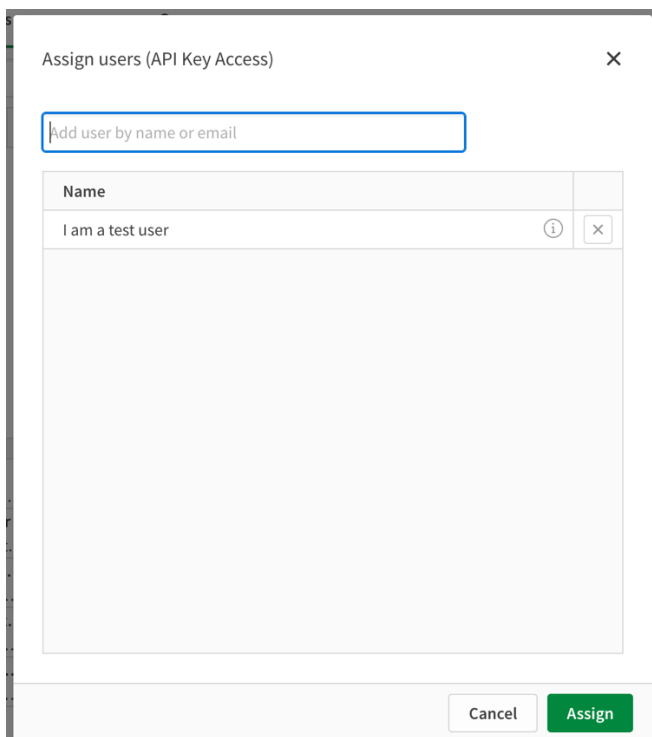 Assign users (API Key Access)
Add user by name or email
Name
I am a test user
Cancel
Assign